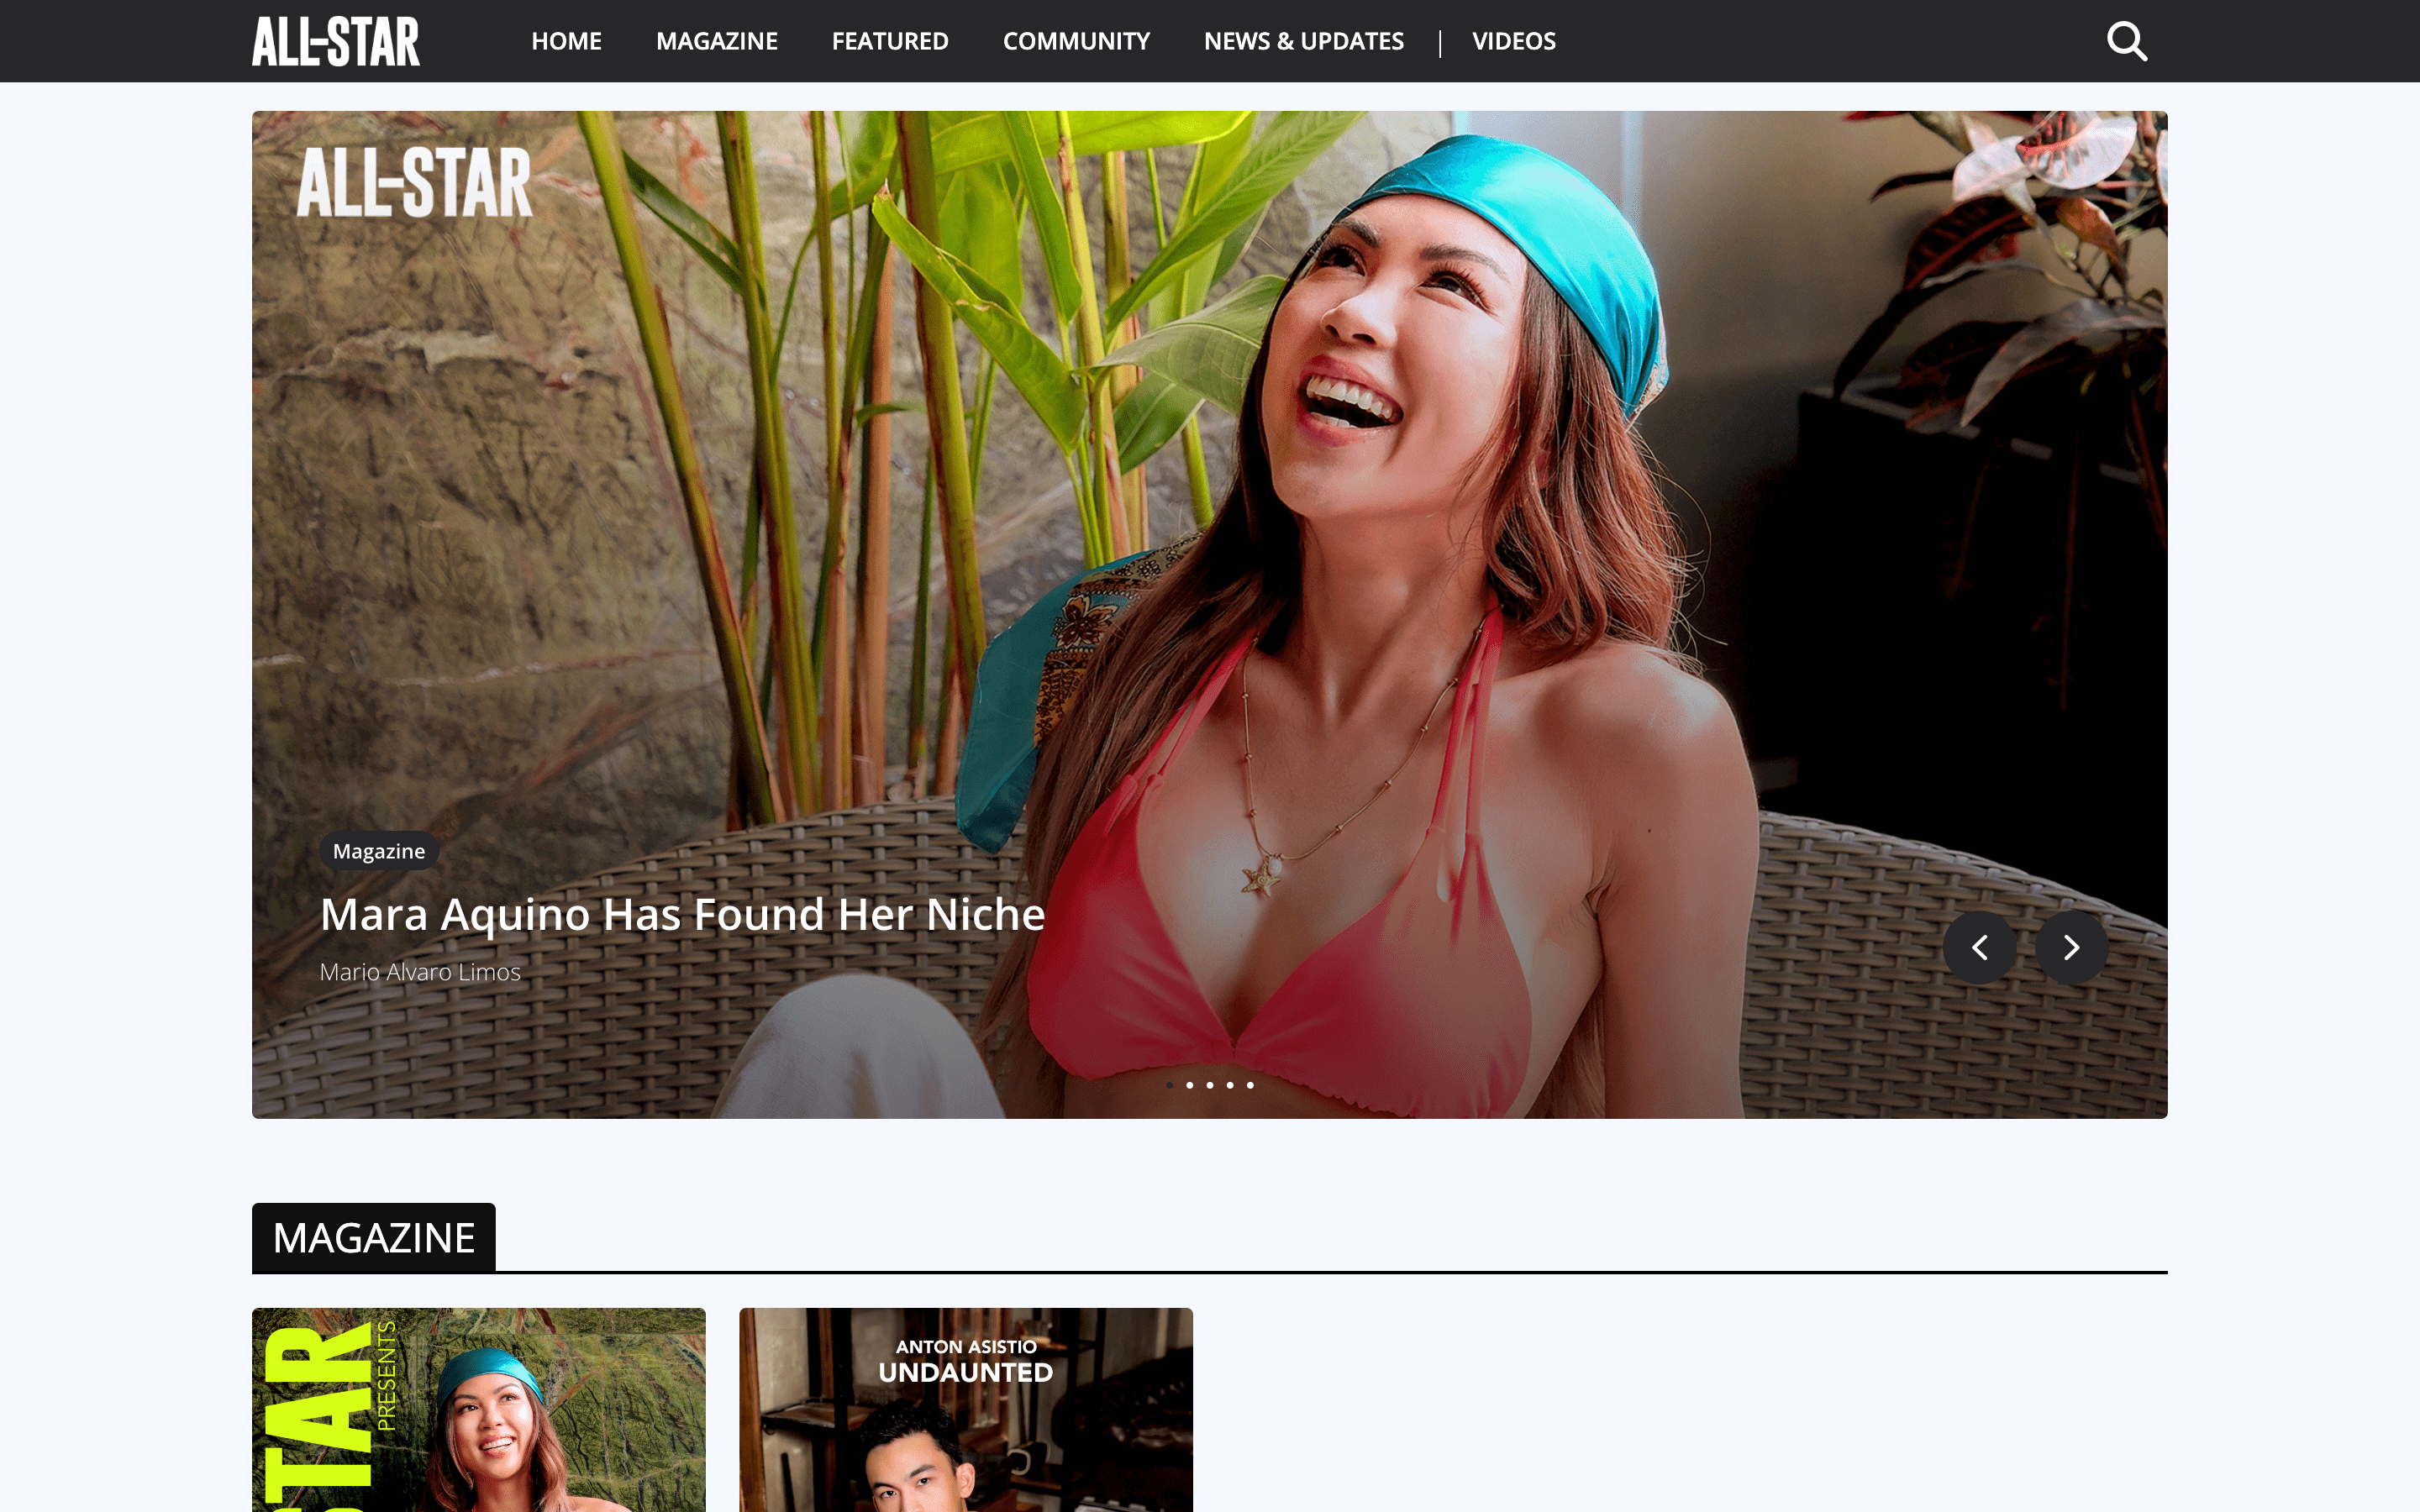 ALL-STAR
HOME
MAGAZINE
FEATURED
COMMUNITY
NEWS & UPDATES
VIDEOS
ALL-STAR
Magazine
Mara Aquino Has Found Her Niche
Mario Alvaro Limos
MAGAZINE
STAR
PRESENTS
ANTON ASISTIO
UNDAUNTED